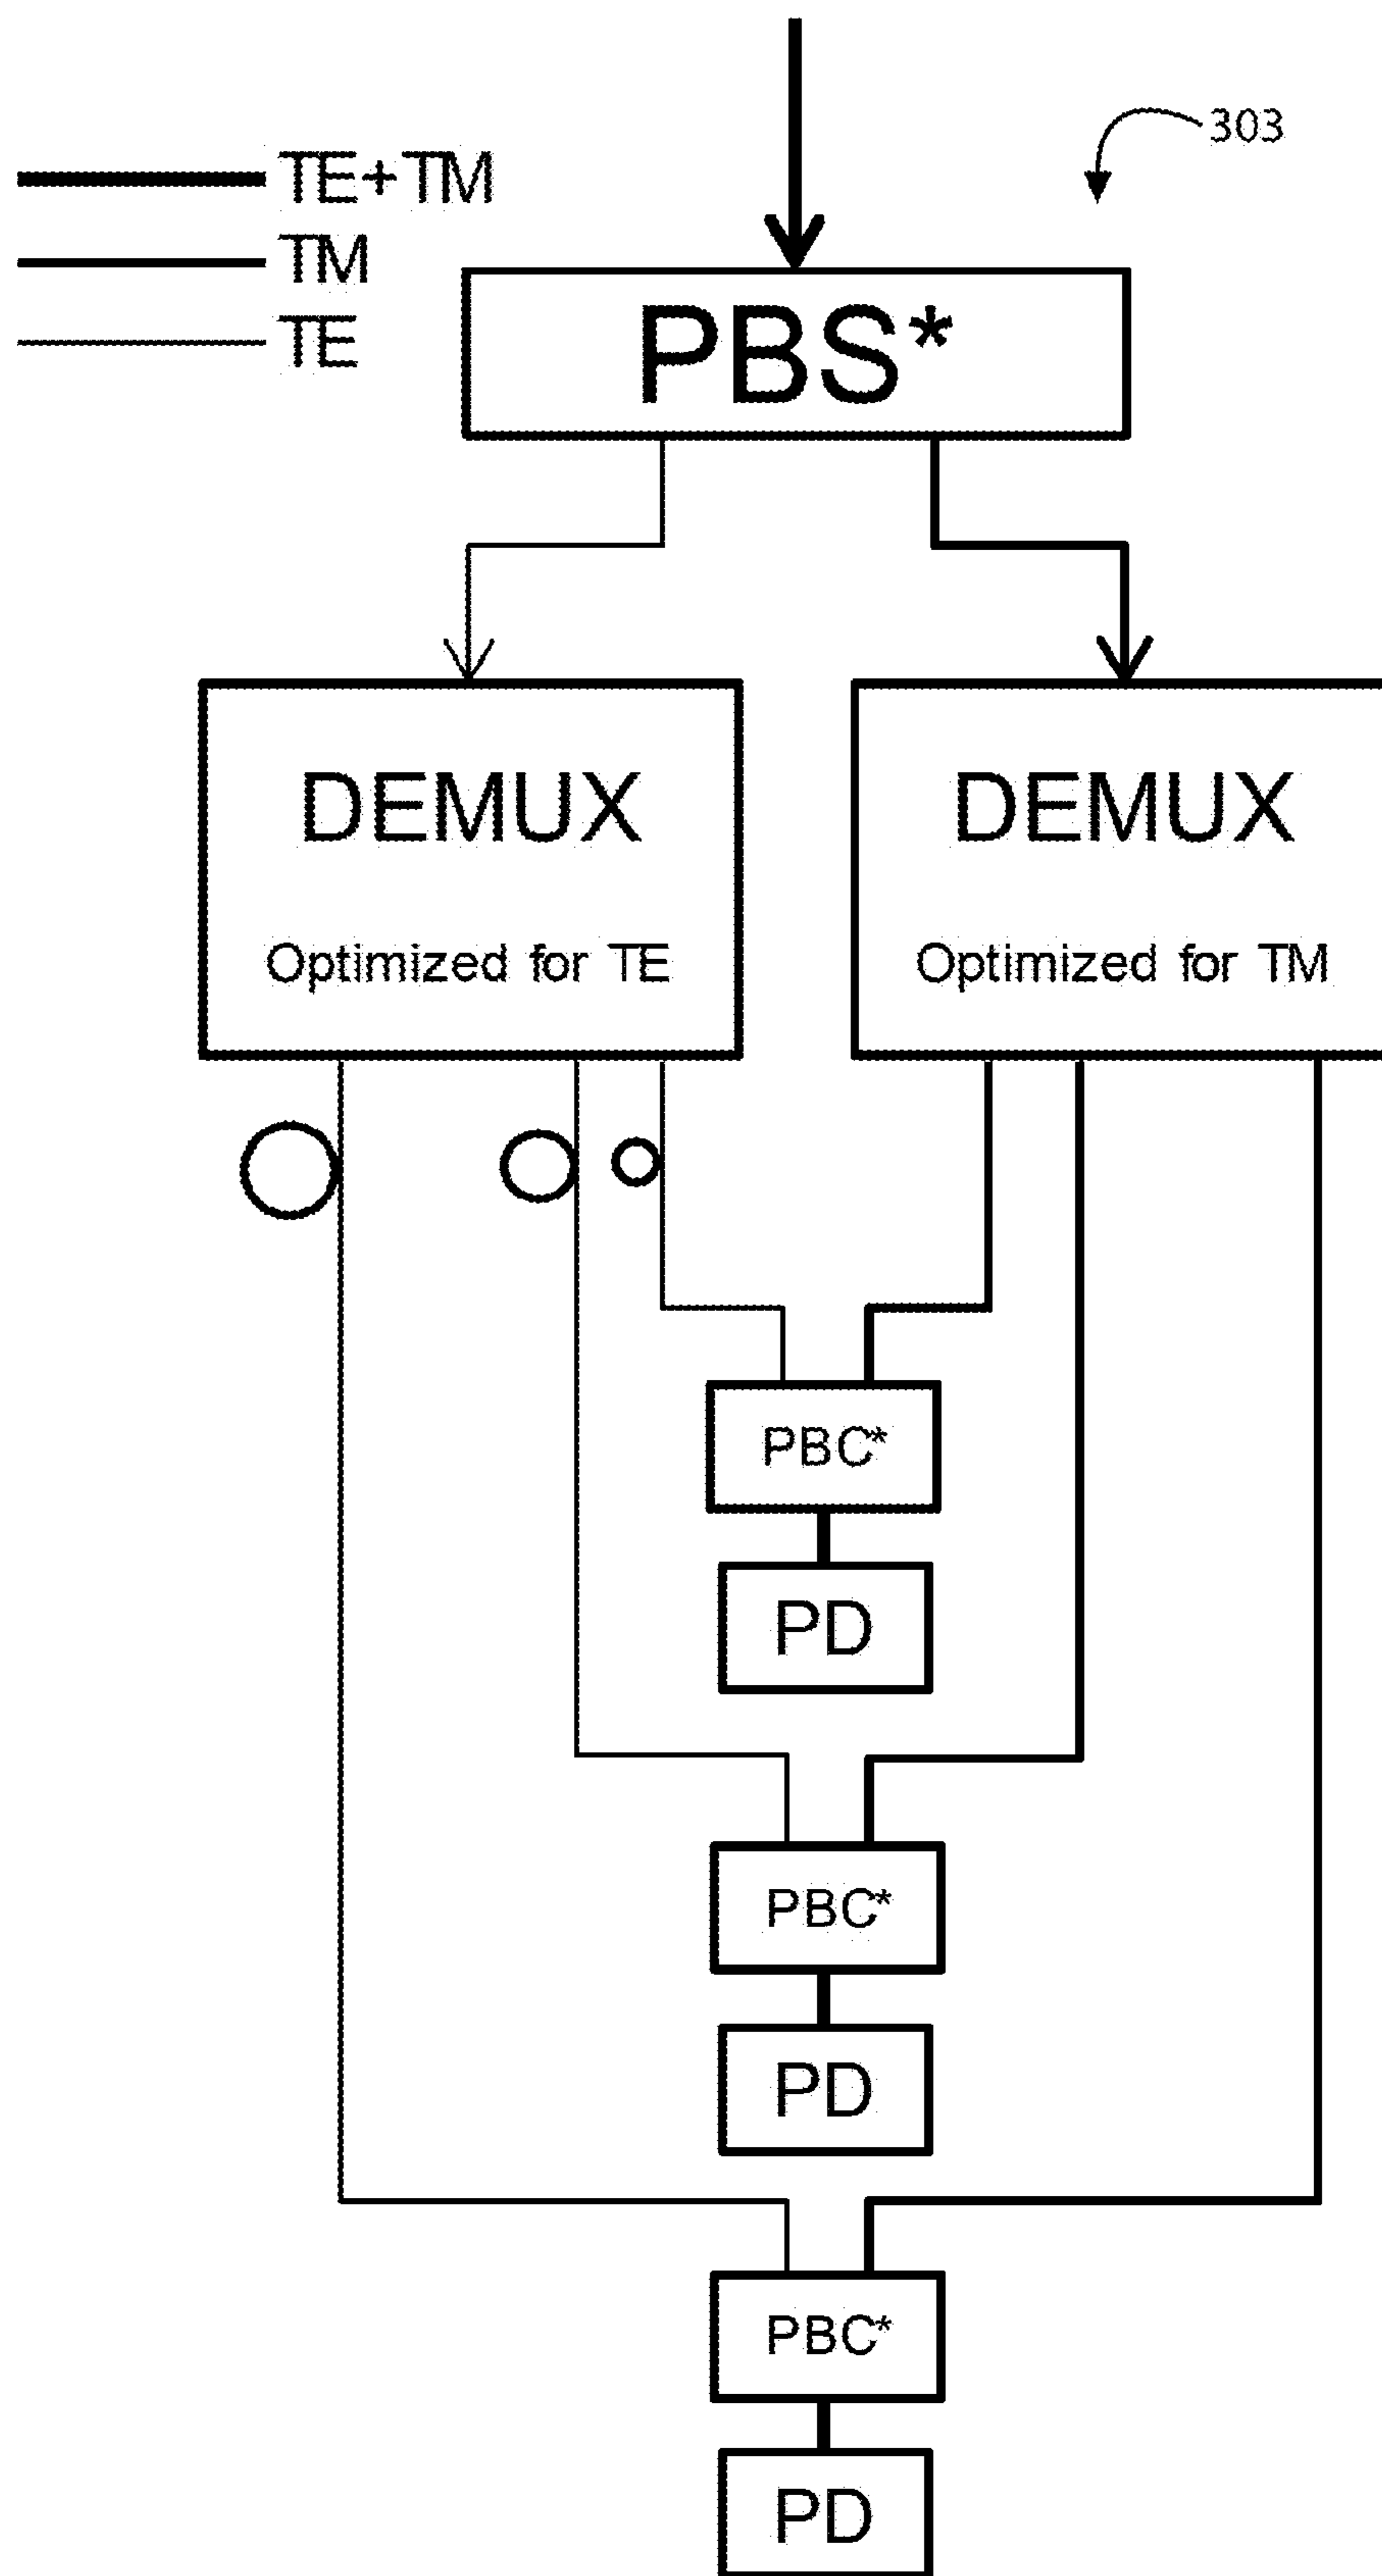 303
TE+TM
TM
TE
PBS*
DEMUX
Optimized for TE
DEMUX
Optimized for TM
PBC*
PD
PBC*
PD
PBC*
PD